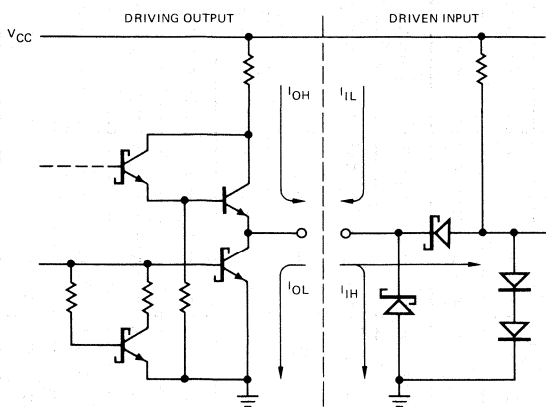 DRIVING OUTPUT
DRIVEN INPUT
VCC
IOH
IIL
IOL
IIH